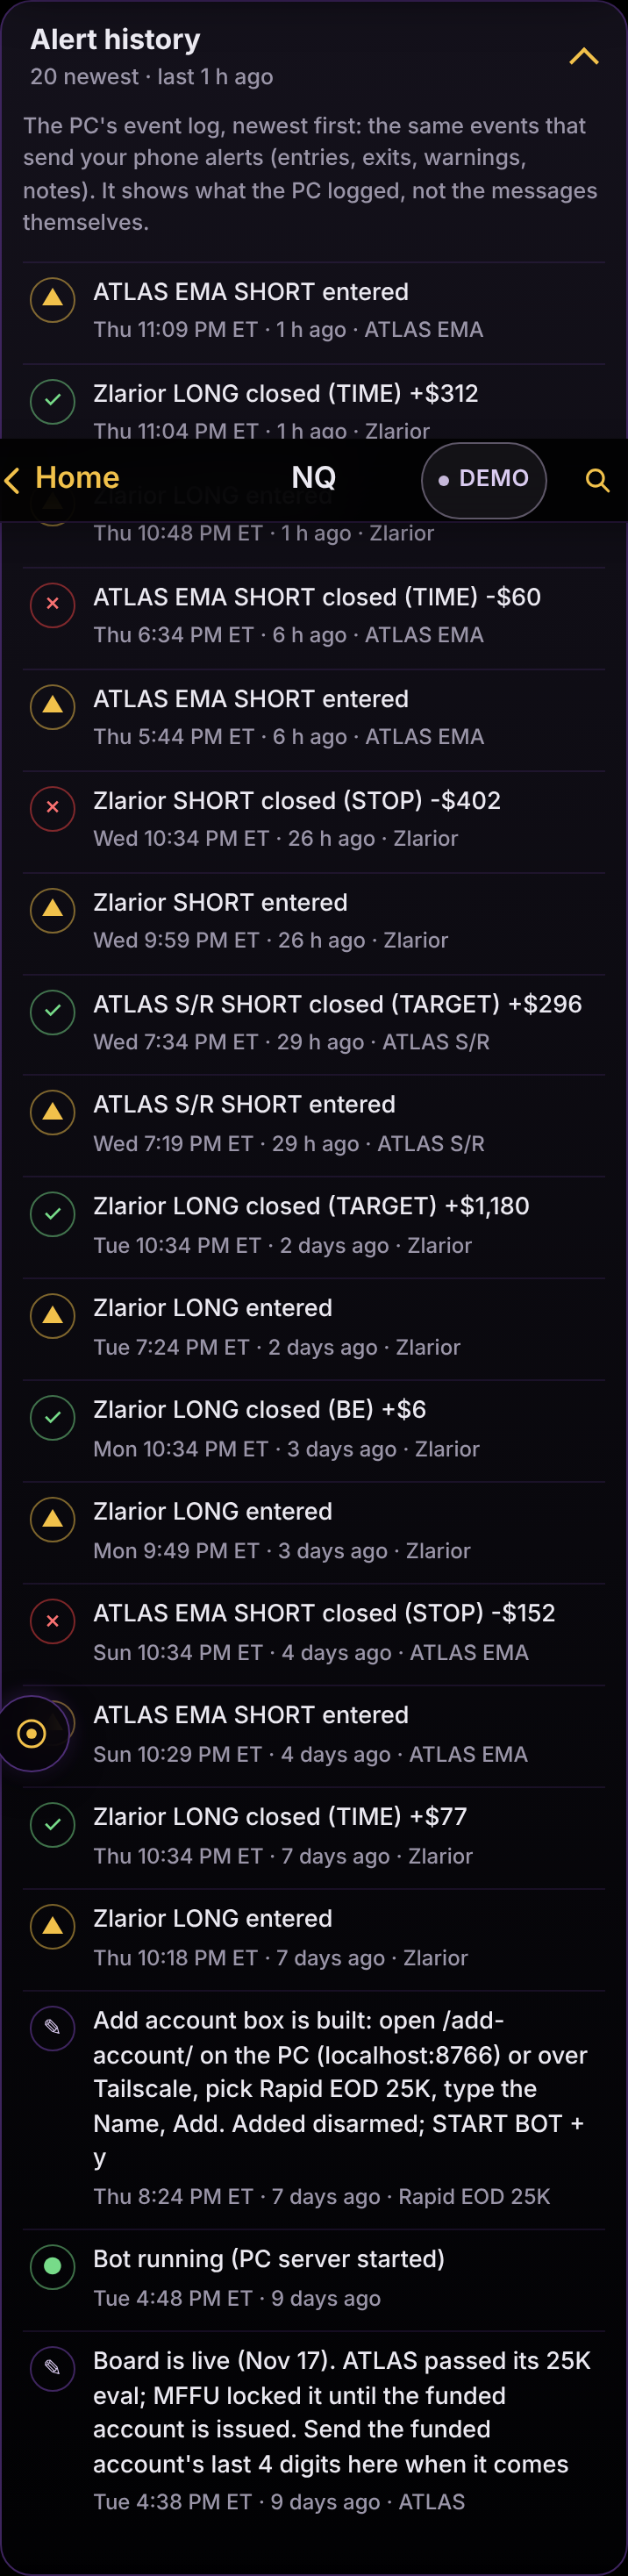 Alert history
20 newest · last 1 h ago
The PC's event log, newest first: the same events that
send your phone alerts (entries, exits, warnings,
notes). It shows what the PC logged, not the messages
themselves.
ATLAS EMA SHORT entered
Thu 11:09 PM ET · 1 h ago · ATLAS EMA
Zlarior LONG closed (TIME) +$312
Thu 11:04 PM ET · 1 h ago · Zlarior
Home
NQ
DEMO
Zlarior LONG entered
Thu 10:48 PM ET · 1 h ago · Zlarior
ATLAS EMA SHORT closed (TIME) -$60
Thu 6:34 PM ET · 6 h ago · ATLAS EMA
ATLAS EMA SHORT entered
Thu 5:44 PM ET · 6 h ago · ATLAS EMA
Zlarior SHORT closed (STOP) -$402
Wed 10:34 PM ET · 26 h ago · Zlarior
Zlarior SHORT entered
Wed 9:59 PM ET · 26 h ago · Zlarior
ATLAS S/R SHORT closed (TARGET) +$296
Wed 7:34 PM ET · 29 h ago · ATLAS S/R
ATLAS S/R SHORT entered
Wed 7:19 PM ET · 29 h ago · ATLAS S/R
Zlarior LONG closed (TARGET) +$1,180
Tue 10:34 PM ET · 2 days ago · Zlarior
Zlarior LONG entered
Tue 7:24 PM ET · 2 days ago · Zlarior
Zlarior LONG closed (BE) +$6
Mon 10:34 PM ET · 3 days ago · Zlarior
Zlarior LONG entered
Mon 9:49 PM ET · 3 days ago · Zlarior
ATLAS EMA SHORT closed (STOP) -$152
Sun 10:34 PM ET · 4 days ago · ATLAS EMA
ATLAS EMA SHORT entered
Sun 10:29 PM ET · 4 days ago · ATLAS EMA
Zlarior LONG closed (TIME) +$77
Thu 10:34 PM ET · 7 days ago · Zlarior
Zlarior LONG entered
Thu 10:18 PM ET · 7 days ago · Zlarior
Add account box is built: open /add-
account/ on the PC (localhost:8766) or over
Tailscale, pick Rapid EOD 25K, type the
Name, Add. Added disarmed; START BOT +
y
Thu 8:24 PM ET · 7 days ago · Rapid EOD 25K
Bot running (PC server started)
Tue 4:48 PM ET · 9 days ago
Board is live (Nov 17). ATLAS passed its 25K
eval; MFFU locked it until the funded
account is issued. Send the funded
account's last 4 digits here when it comes
Tue 4:38 PM ET · 9 days ago · ATLAS